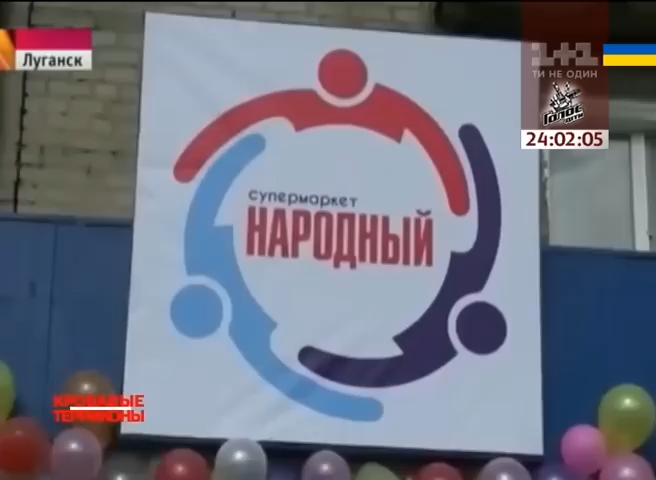 Луганск
1+1
ТИ НЕ ОДИН
Голос
24:02:05
супермаркет
НАРОДНЫЙ
КРОВАВЫЕ
ТЕРРИКОНЫ